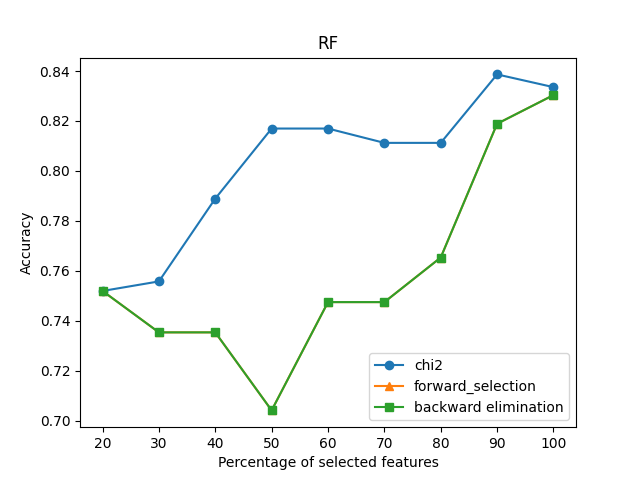 RF
Accuracy
0.84
0.82
0.80
0.78
0.76
0.74
0.72
0.70
20 30 40 50 60 70 80 90 100
Percentage of selected features
chi2
forward_selection
backward elimination